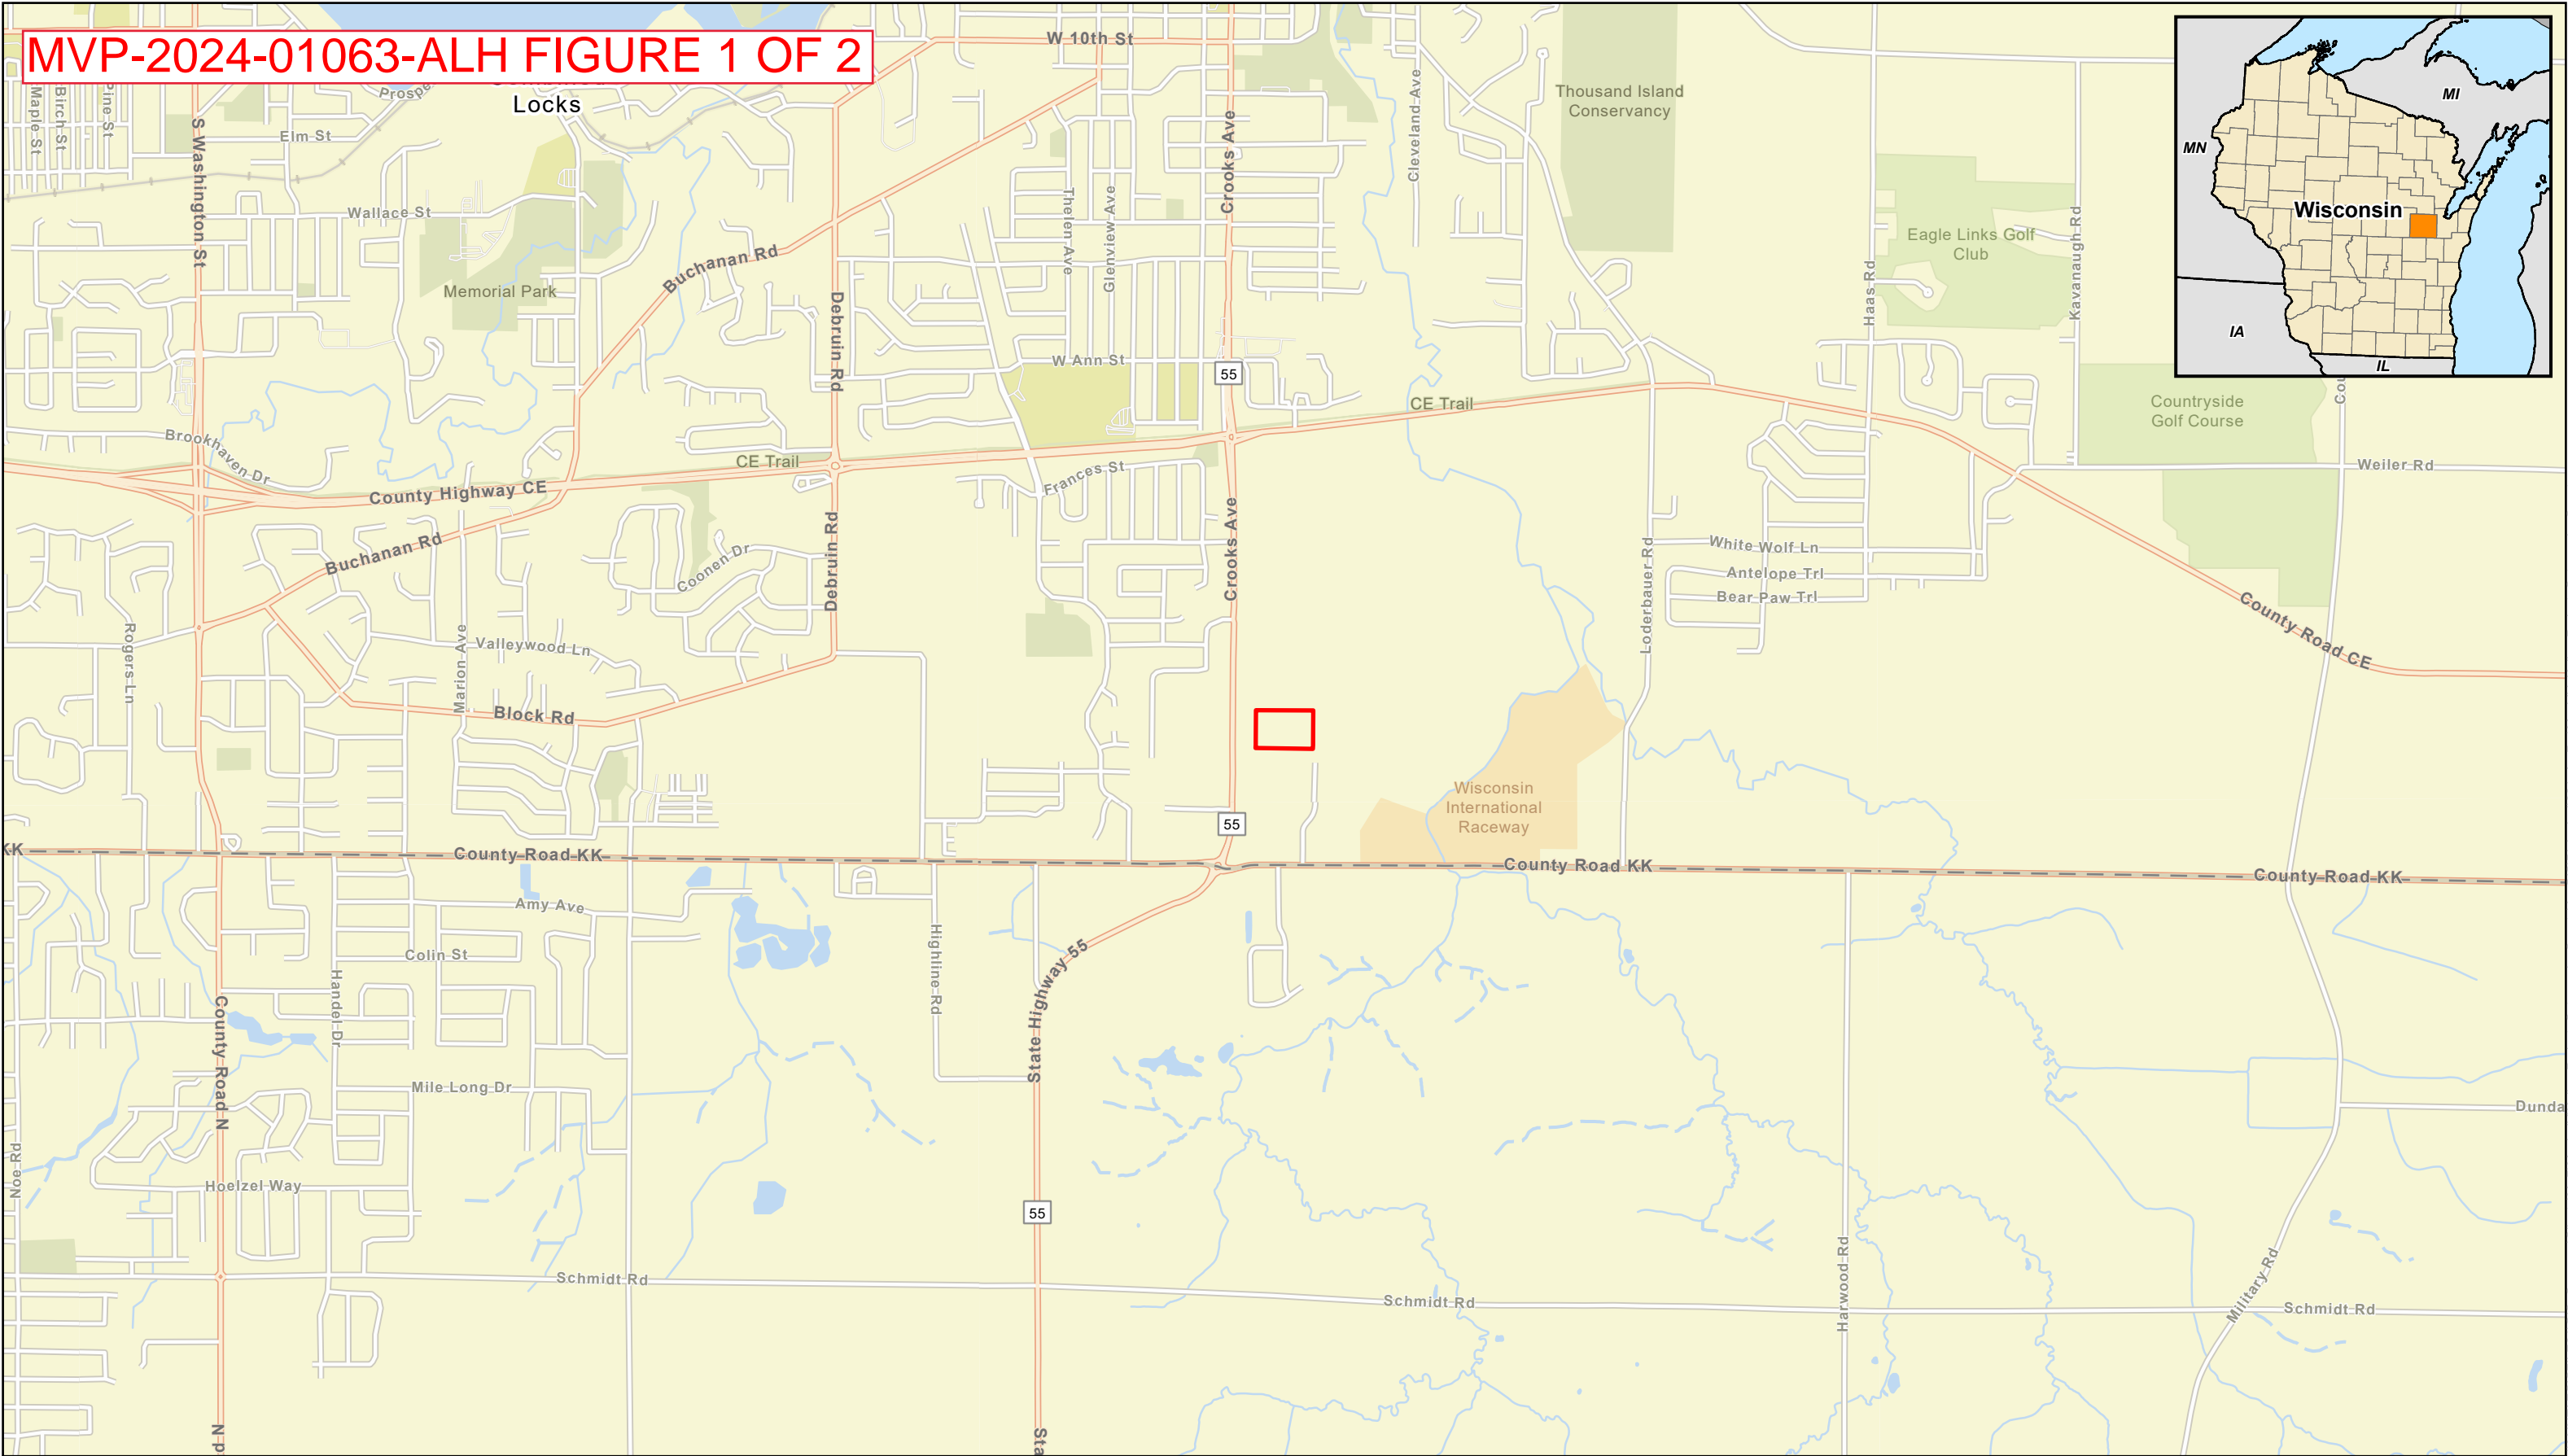 MVP-2024-01063-ALH FIGURE 1 OF 2
W 10th St
Locks
Maple St
Birch St
Elm St
S Washington St
Wallace St
Memorial Park
Buchanan Rd
Debruin Rd
Thelen Ave
Glenview Ave
Crooks Ave
Cleveland Ave
Thousand Island
Conservancy
Haas Rd
Eagle Links Golf
Club
Kavanaugh Rd
MI
MN
Wisconsin
IA
IL
W Ann St
55
CE Trail
Countryside
Golf Course
Brookhaven Dr
CE Trail
County Highway CE
Frances St
Weiler Rd
Buchanan Rd
Coonen Dr
Debruin Rd
Crooks Ave
Loderbauer Rd
White Wolf Ln
Antelope Trl
Bear Paw Trl
County Road CE
Rogers Ln
Marion Ave
Valleywood Ln
Block Rd
Wisconsin
International
Raceway
55
KK
County Road KK
County Road KK
County Road KK
Amy Ave
Colin St
Handel Dr
Highline Rd
State Highway 55
County Road N
Mile Long Dr
Noe Rd
Hoelzel Way
55
Schmidt Rd
Schmidt Rd
Harwood Rd
Military Rd
Schmidt Rd